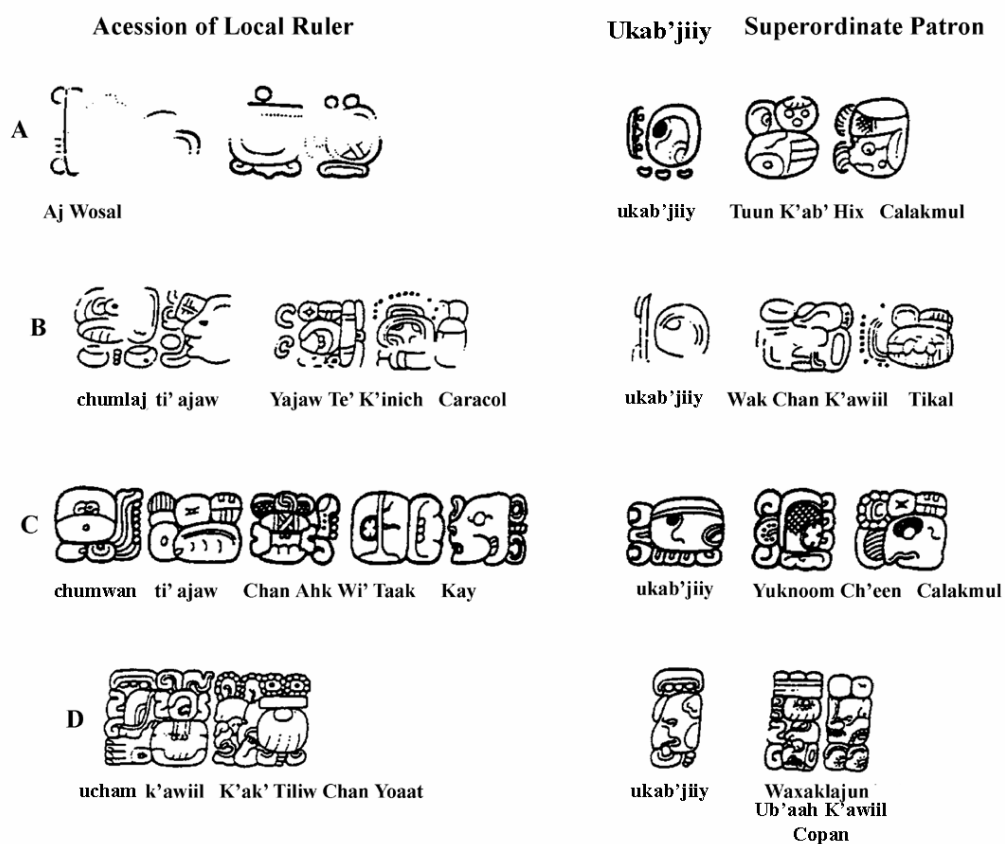 Acession of Local Ruler Ukab'jiiy Superordinate Patron
A
Aj Wosal ukab'jiiy Tuun K'ab' Hix Calakmul
B
chumlaj ti' ajaw Yajaw Te' K'inich Caracol ukab'jiiy Wak Chan K'awiil Tikal
C
chumwan ti' ajaw Chan Ahk Wi' Taak Kay ukab'jiiy Yuknoom Ch'een Calakmul
D
ucham k'awiil K'ak' Tiliw Chan Yoaat ukab'jiiy Waxaklajun
Ub'aah K'awiil
Copan